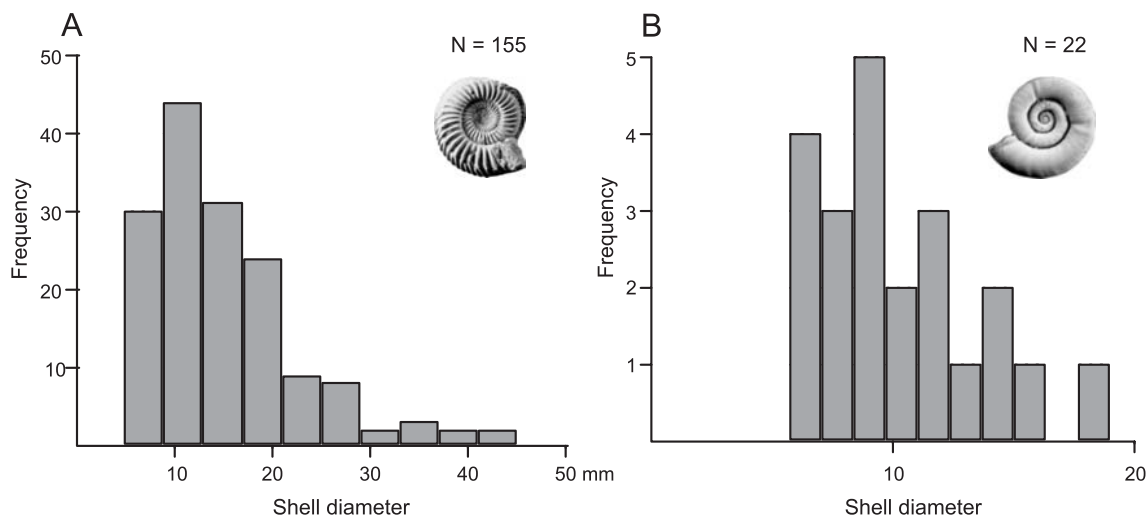 A
N = 155
50
40
30
20
10
Frequency
10 20 30 40 50 mm
Shell diameter
B
N = 22
5
4
3
2
1
Frequency
10 20
Shell diameter